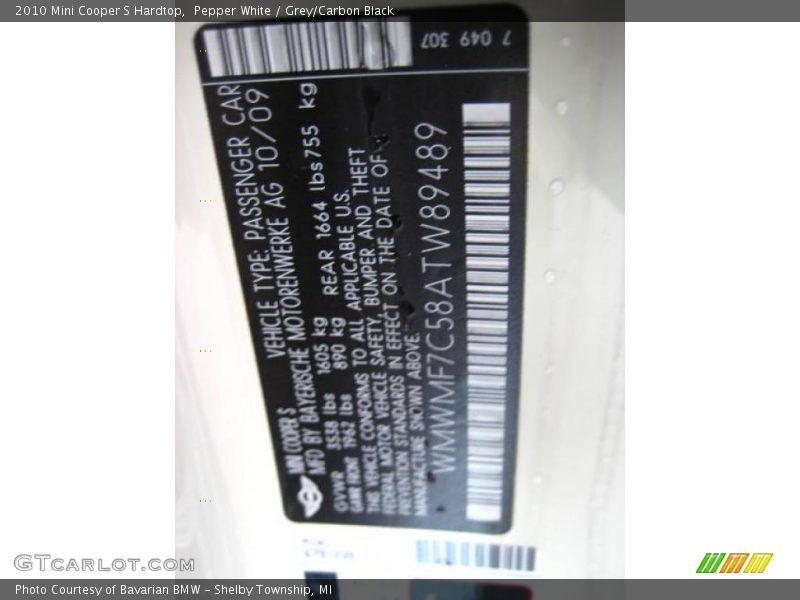 2010 Mini Cooper S Hardtop, Pepper White / Grey/Carbon Black
7 049 307
MINI COOPER S
VEHICLE TYPE: PASSENGER CAR
MFD BY BAYERISCHE MOTORENWERKE AG 10/09
GVWR 3538 lbs 1605 kg
GAWR FRONT 1962 lbs 890 kg REAR 1664 lbs 755 kg
THIS VEHICLE CONFORMS TO ALL APPLICABLE U.S.
FEDERAL MOTOR VEHICLE SAFETY, BUMPER AND THEFT
PREVENTION STANDARDS IN EFFECT ON THE DATE OF
MANUFACTURE SHOWN ABOVE.
WMWMF7C58ATW89489
GTCARLOT.COM
Photo Courtesy of Bavarian BMW - Shelby Township, MI